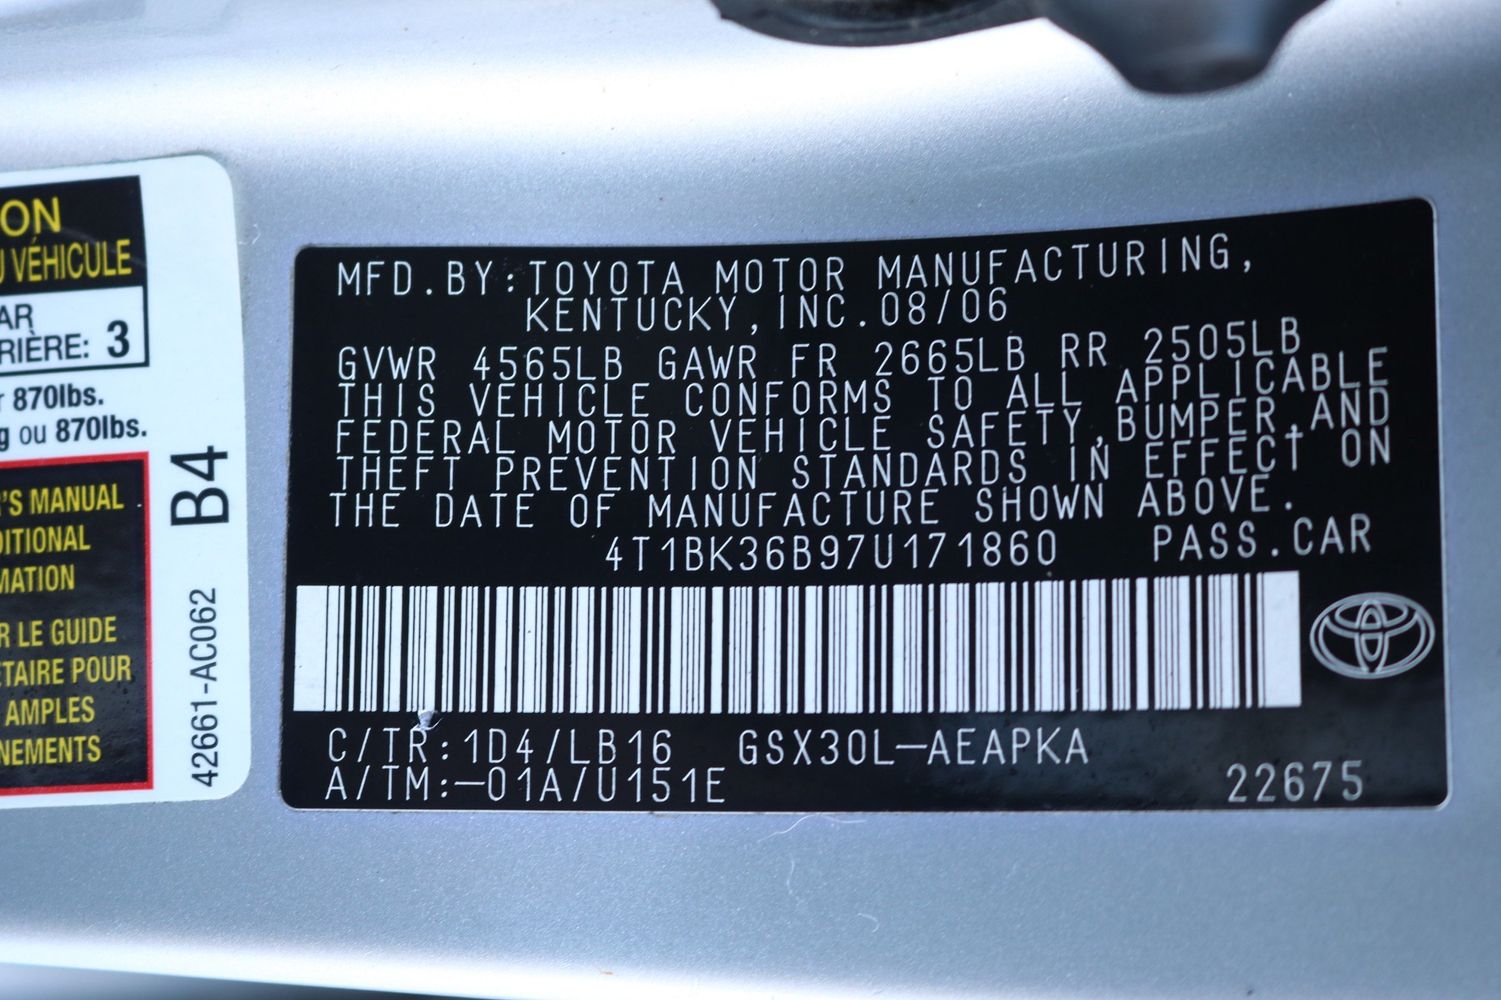 ON
U VÉHICULE
AR
RIÈRE: 3
r 870lbs.
g ou 870lbs.
'S MANUAL
DITIONAL
MATION
R LE GUIDE
ÉTAIRE POUR
AMPLES
NEMENTS
B4
42661-AC062
MFD.BY:TOYOTA MOTOR MANUFACTURING,
KENTUCKY,INC.08/06
GVWR 4565LB GAWR FR 2665LB RR 2505LB
THIS VEHICLE CONFORMS TO ALL APPLICABLE
FEDERAL MOTOR VEHICLE SAFETY,BUMPER,AND
THEFT PREVENTION STANDARDS IN EFFECT ON
THE DATE OF MANUFACTURE SHOWN ABOVE.
4T1BK36B97U171860 PASS.CAR
C/TR:1D4/LB16 GSX30L-AEAPKA
A/TM:-01A/U151E 22675